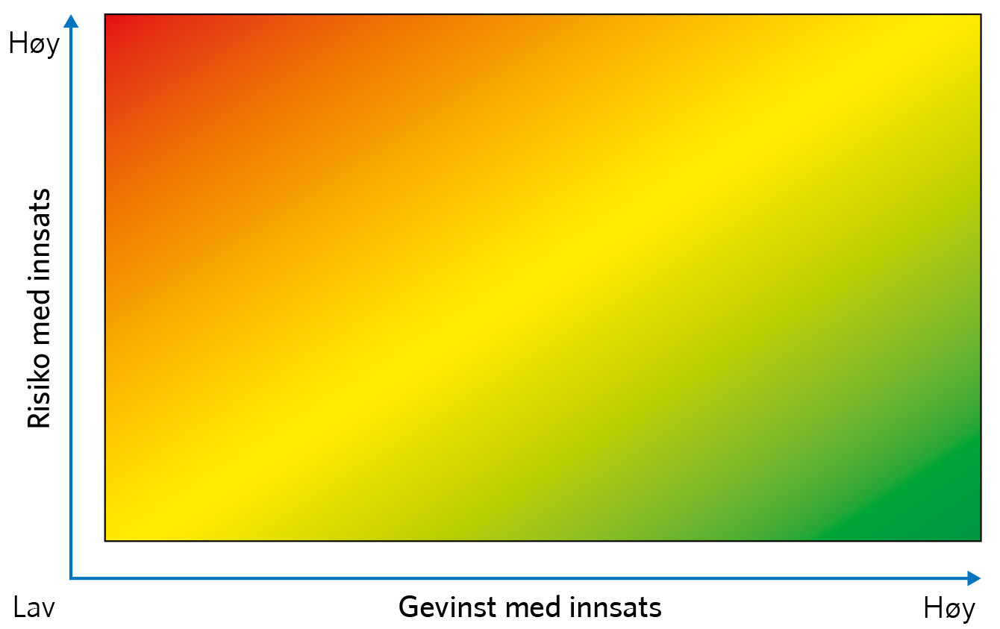 Høy
Risiko med innsats
Lav
Gevinst med innsats
Høy